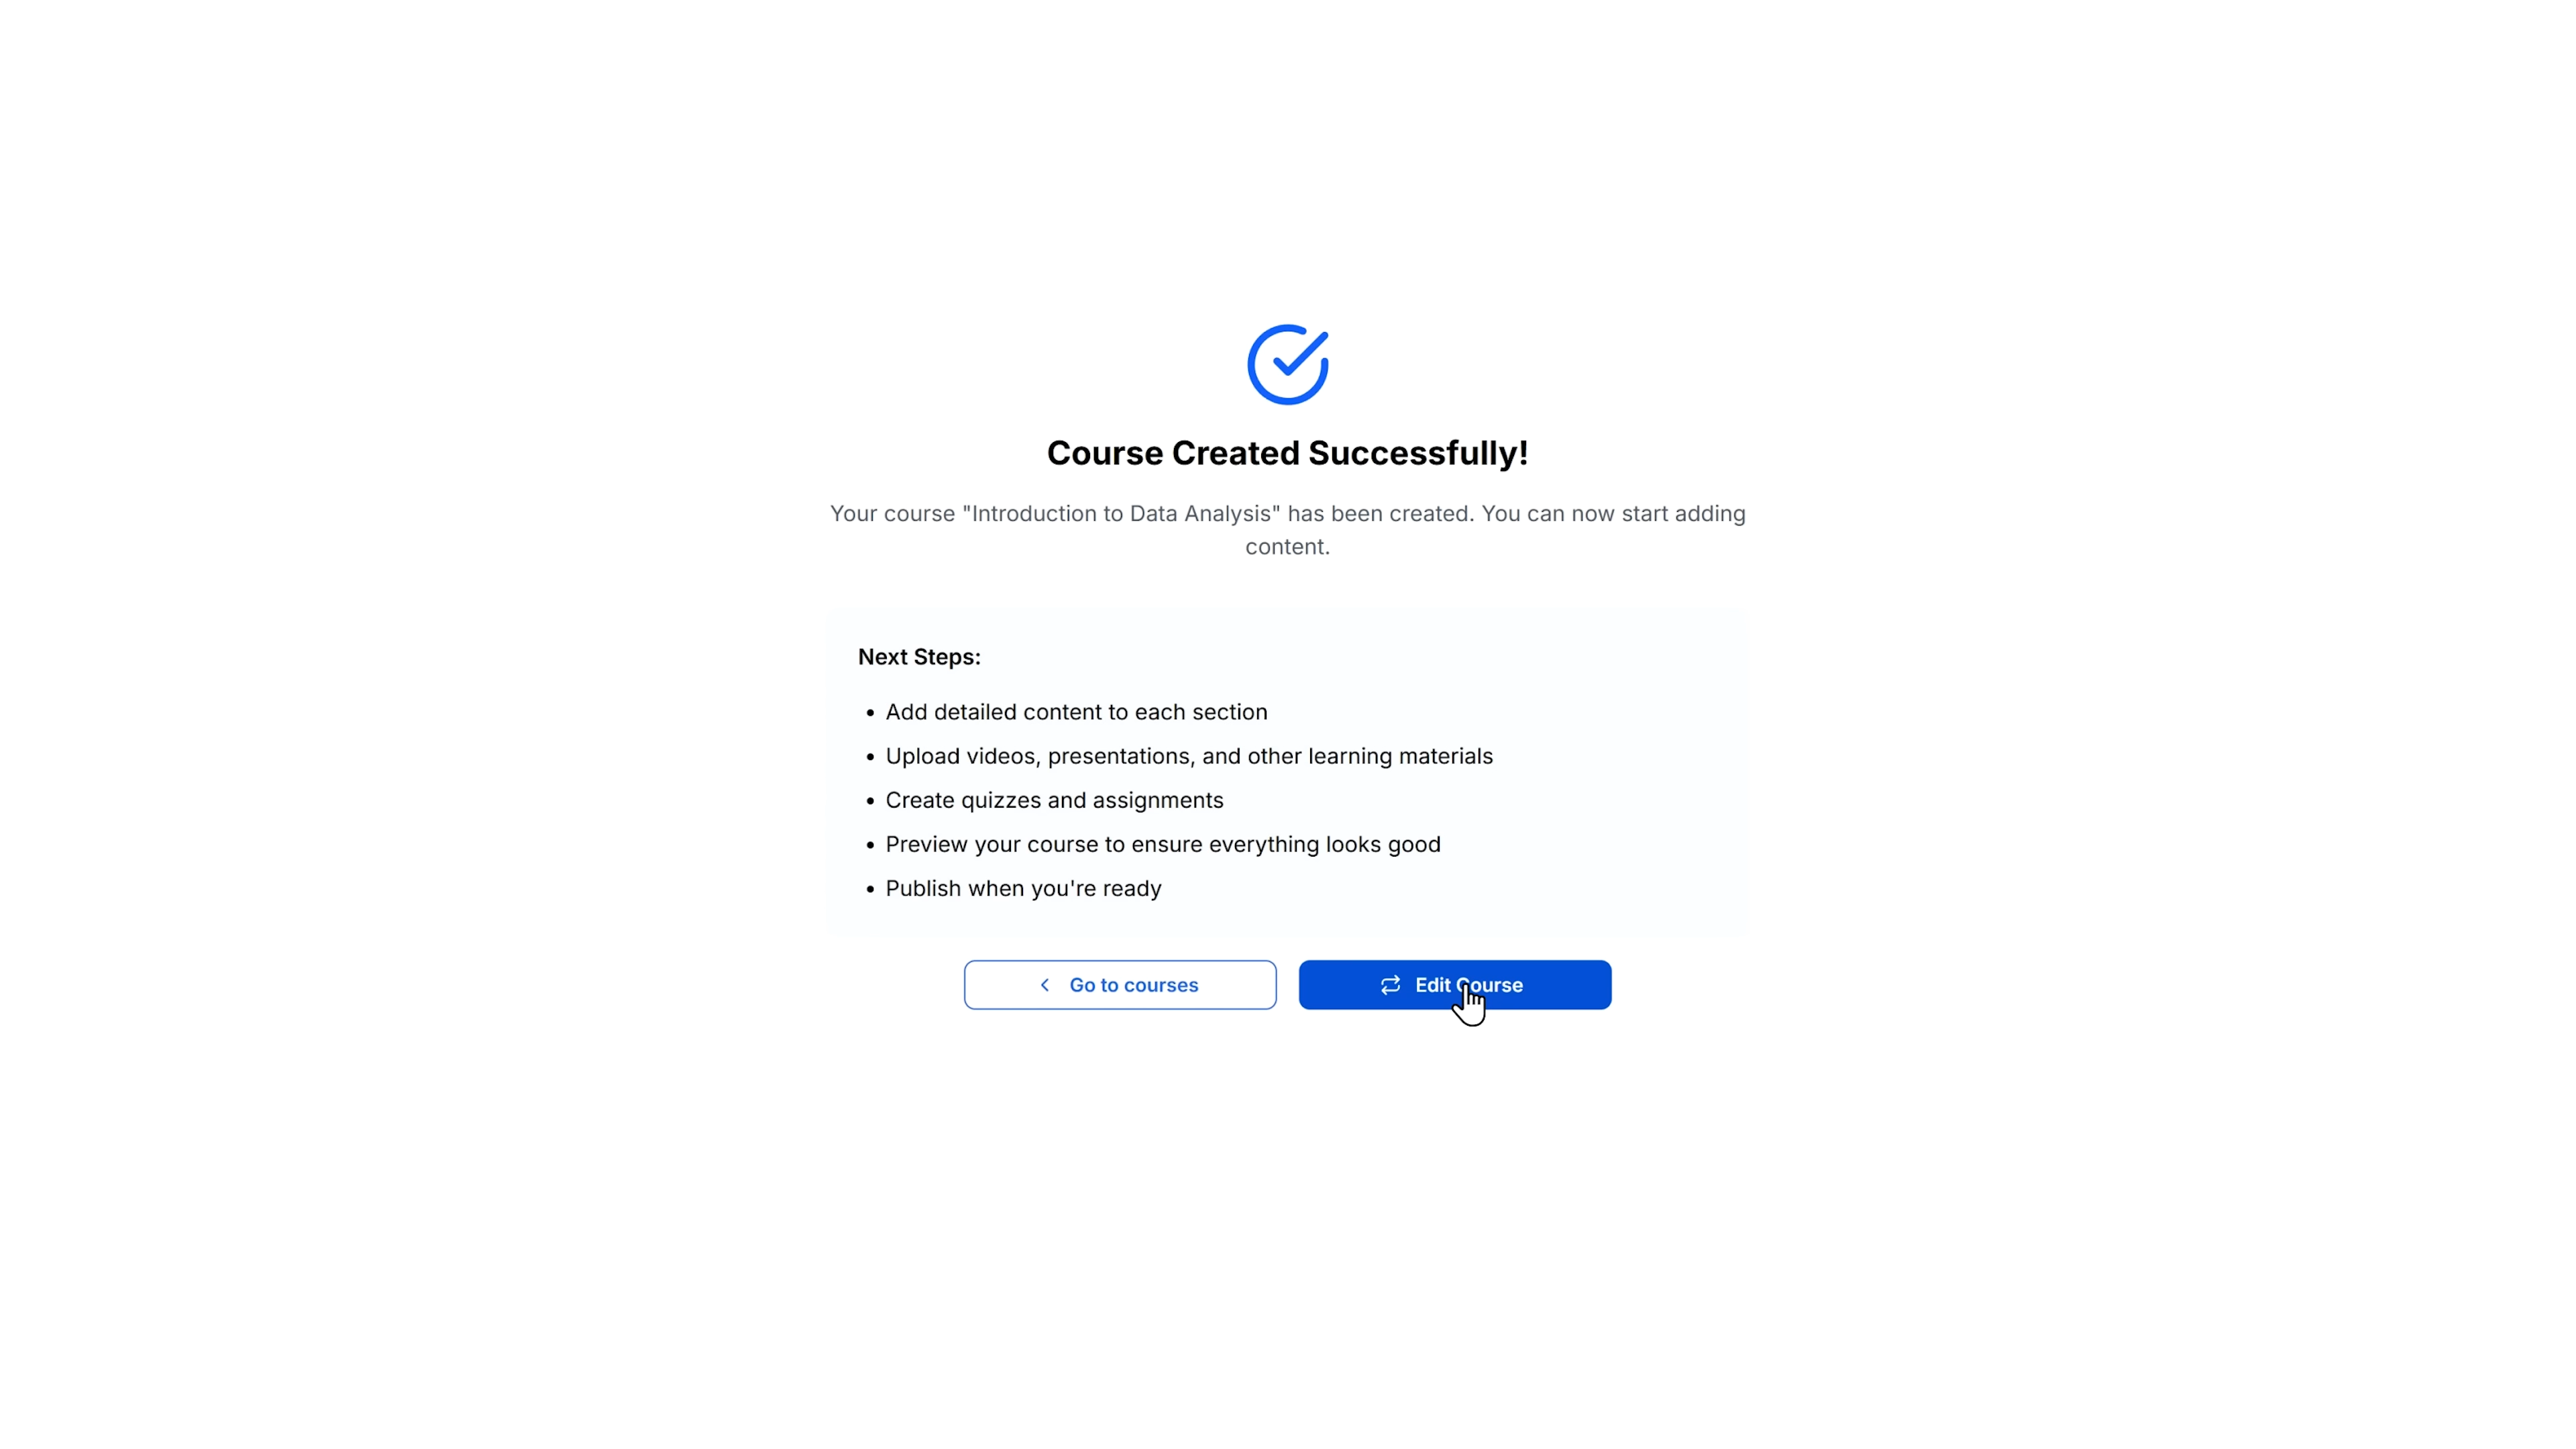 Course Created Successfully!
Your course "Introduction to Data Analysis" has been created. You can now start adding
content.
Next Steps:
• Add detailed content to each section
• Upload videos, presentations, and other learning materials
• Create quizzes and assignments
• Preview your course to ensure everything looks good
• Publish when you're ready
Go to courses
Edit Course